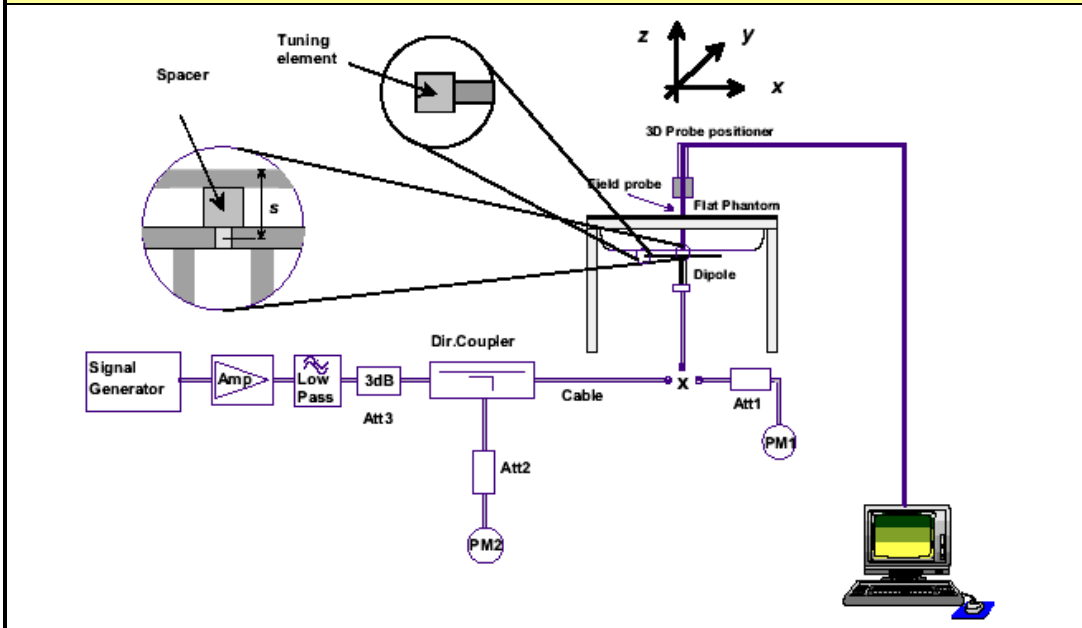 Tuning
element
Spacer
s
z
y
x
3D Probe positioner
Field probe
Flat Phantom
Dipole
Dir.Coupler
Signal
Generator
Amp
Low
Pass
3dB
Att3
Cable
x
Att1
PM1
Att2
PM2